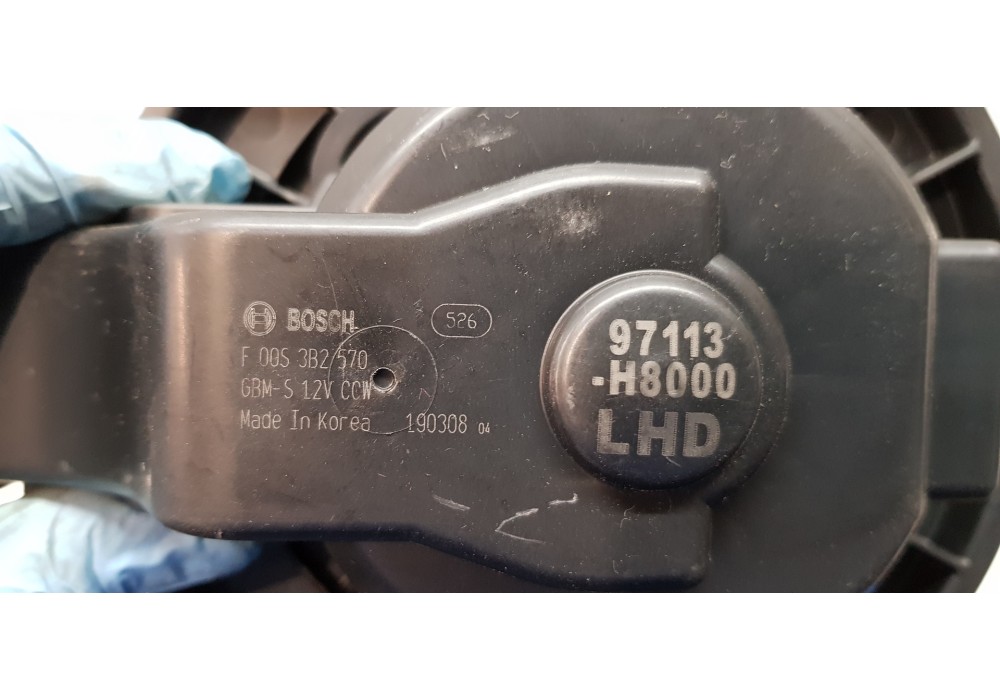 BOSCH 526
F 00S 3B2 570
GBM-S 12V CCW
Made In Korea 190308 04
97113
-H8000
LHD